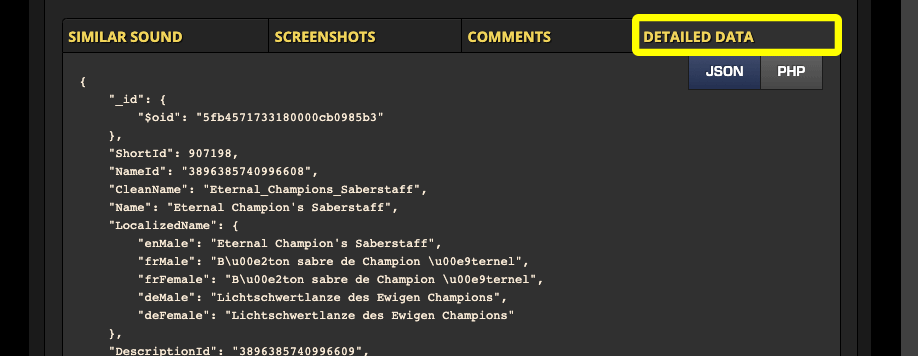 SIMILAR SOUND
SCREENSHOTS
COMMENTS
DETAILED DATA
JSON
PHP
{
"_id": {
"$oid": "5fb4571733180000cb0985b3"
},
"ShortId": 907198,
"NameId": "3896385740996608",
"CleanName": "Eternal_Champions_Saberstaff",
"Name": "Eternal Champion's Saberstaff",
"LocalizedName": {
"enMale": "Eternal Champion's Saberstaff",
"frMale": "B\u00e2ton sabre de Champion \u00e9ternel",
"frFemale": "B\u00e2ton sabre de Champion \u00e9ternel",
"deMale": "Lichtschwertlanze des Ewigen Champions",
"deFemale": "Lichtschwertlanze des Ewigen Champions"
},
"DescriptionId": "3896385740996609",